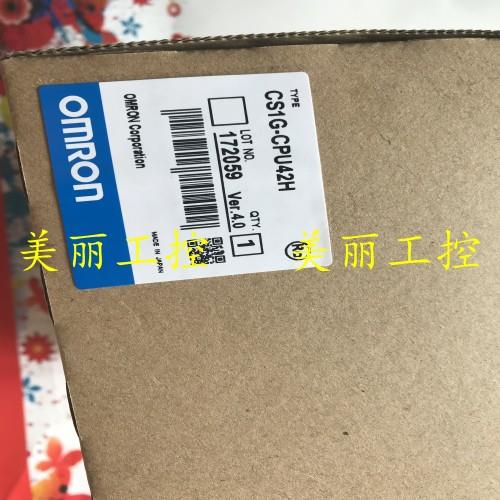 OMRON
TYPE
CS1G-CPU42H
LOT NO.
172059 Ver.4.0
QTY.
1
OMRON Corporation
MADE IN JAPAN
美丽工控 美丽工控